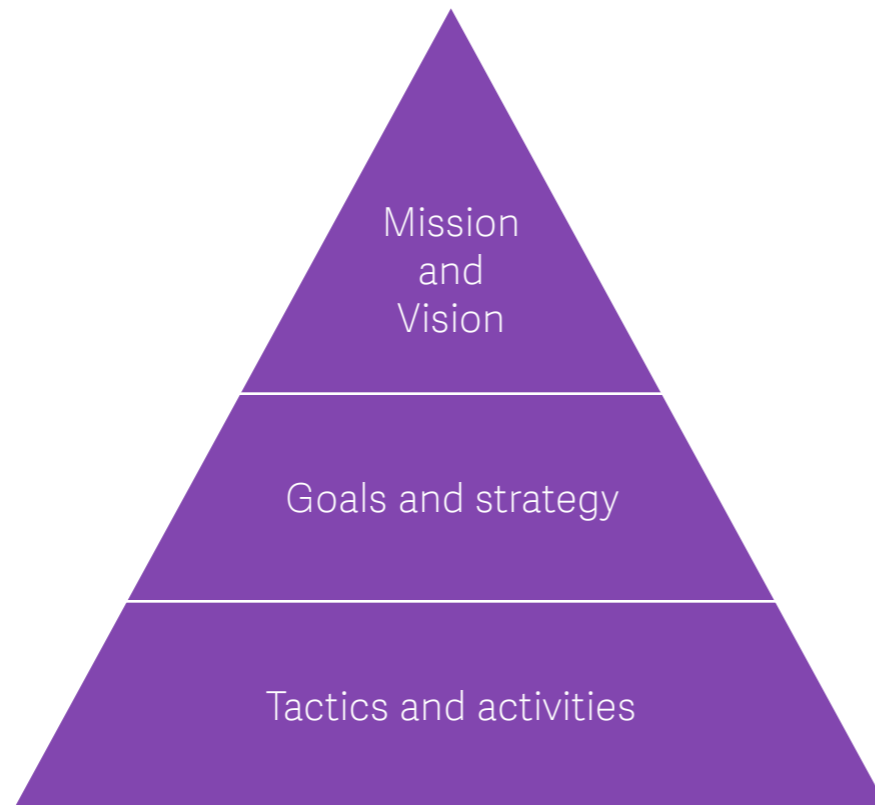 Mission
and
Vision
Goals and strategy
Tactics and activities